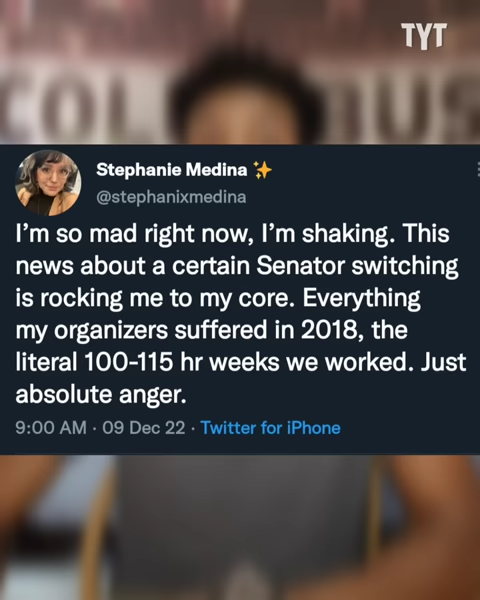 TYT
COL
BUS
Stephanie Medina ✨
@stephanixmedina
I'm so mad right now, I'm shaking. This
news about a certain Senator switching
is rocking me to my core. Everything
my organizers suffered in 2018, the
literal 100-115 hr weeks we worked. Just
absolute anger.
9:00 AM · 09 Dec 22 · Twitter for iPhone